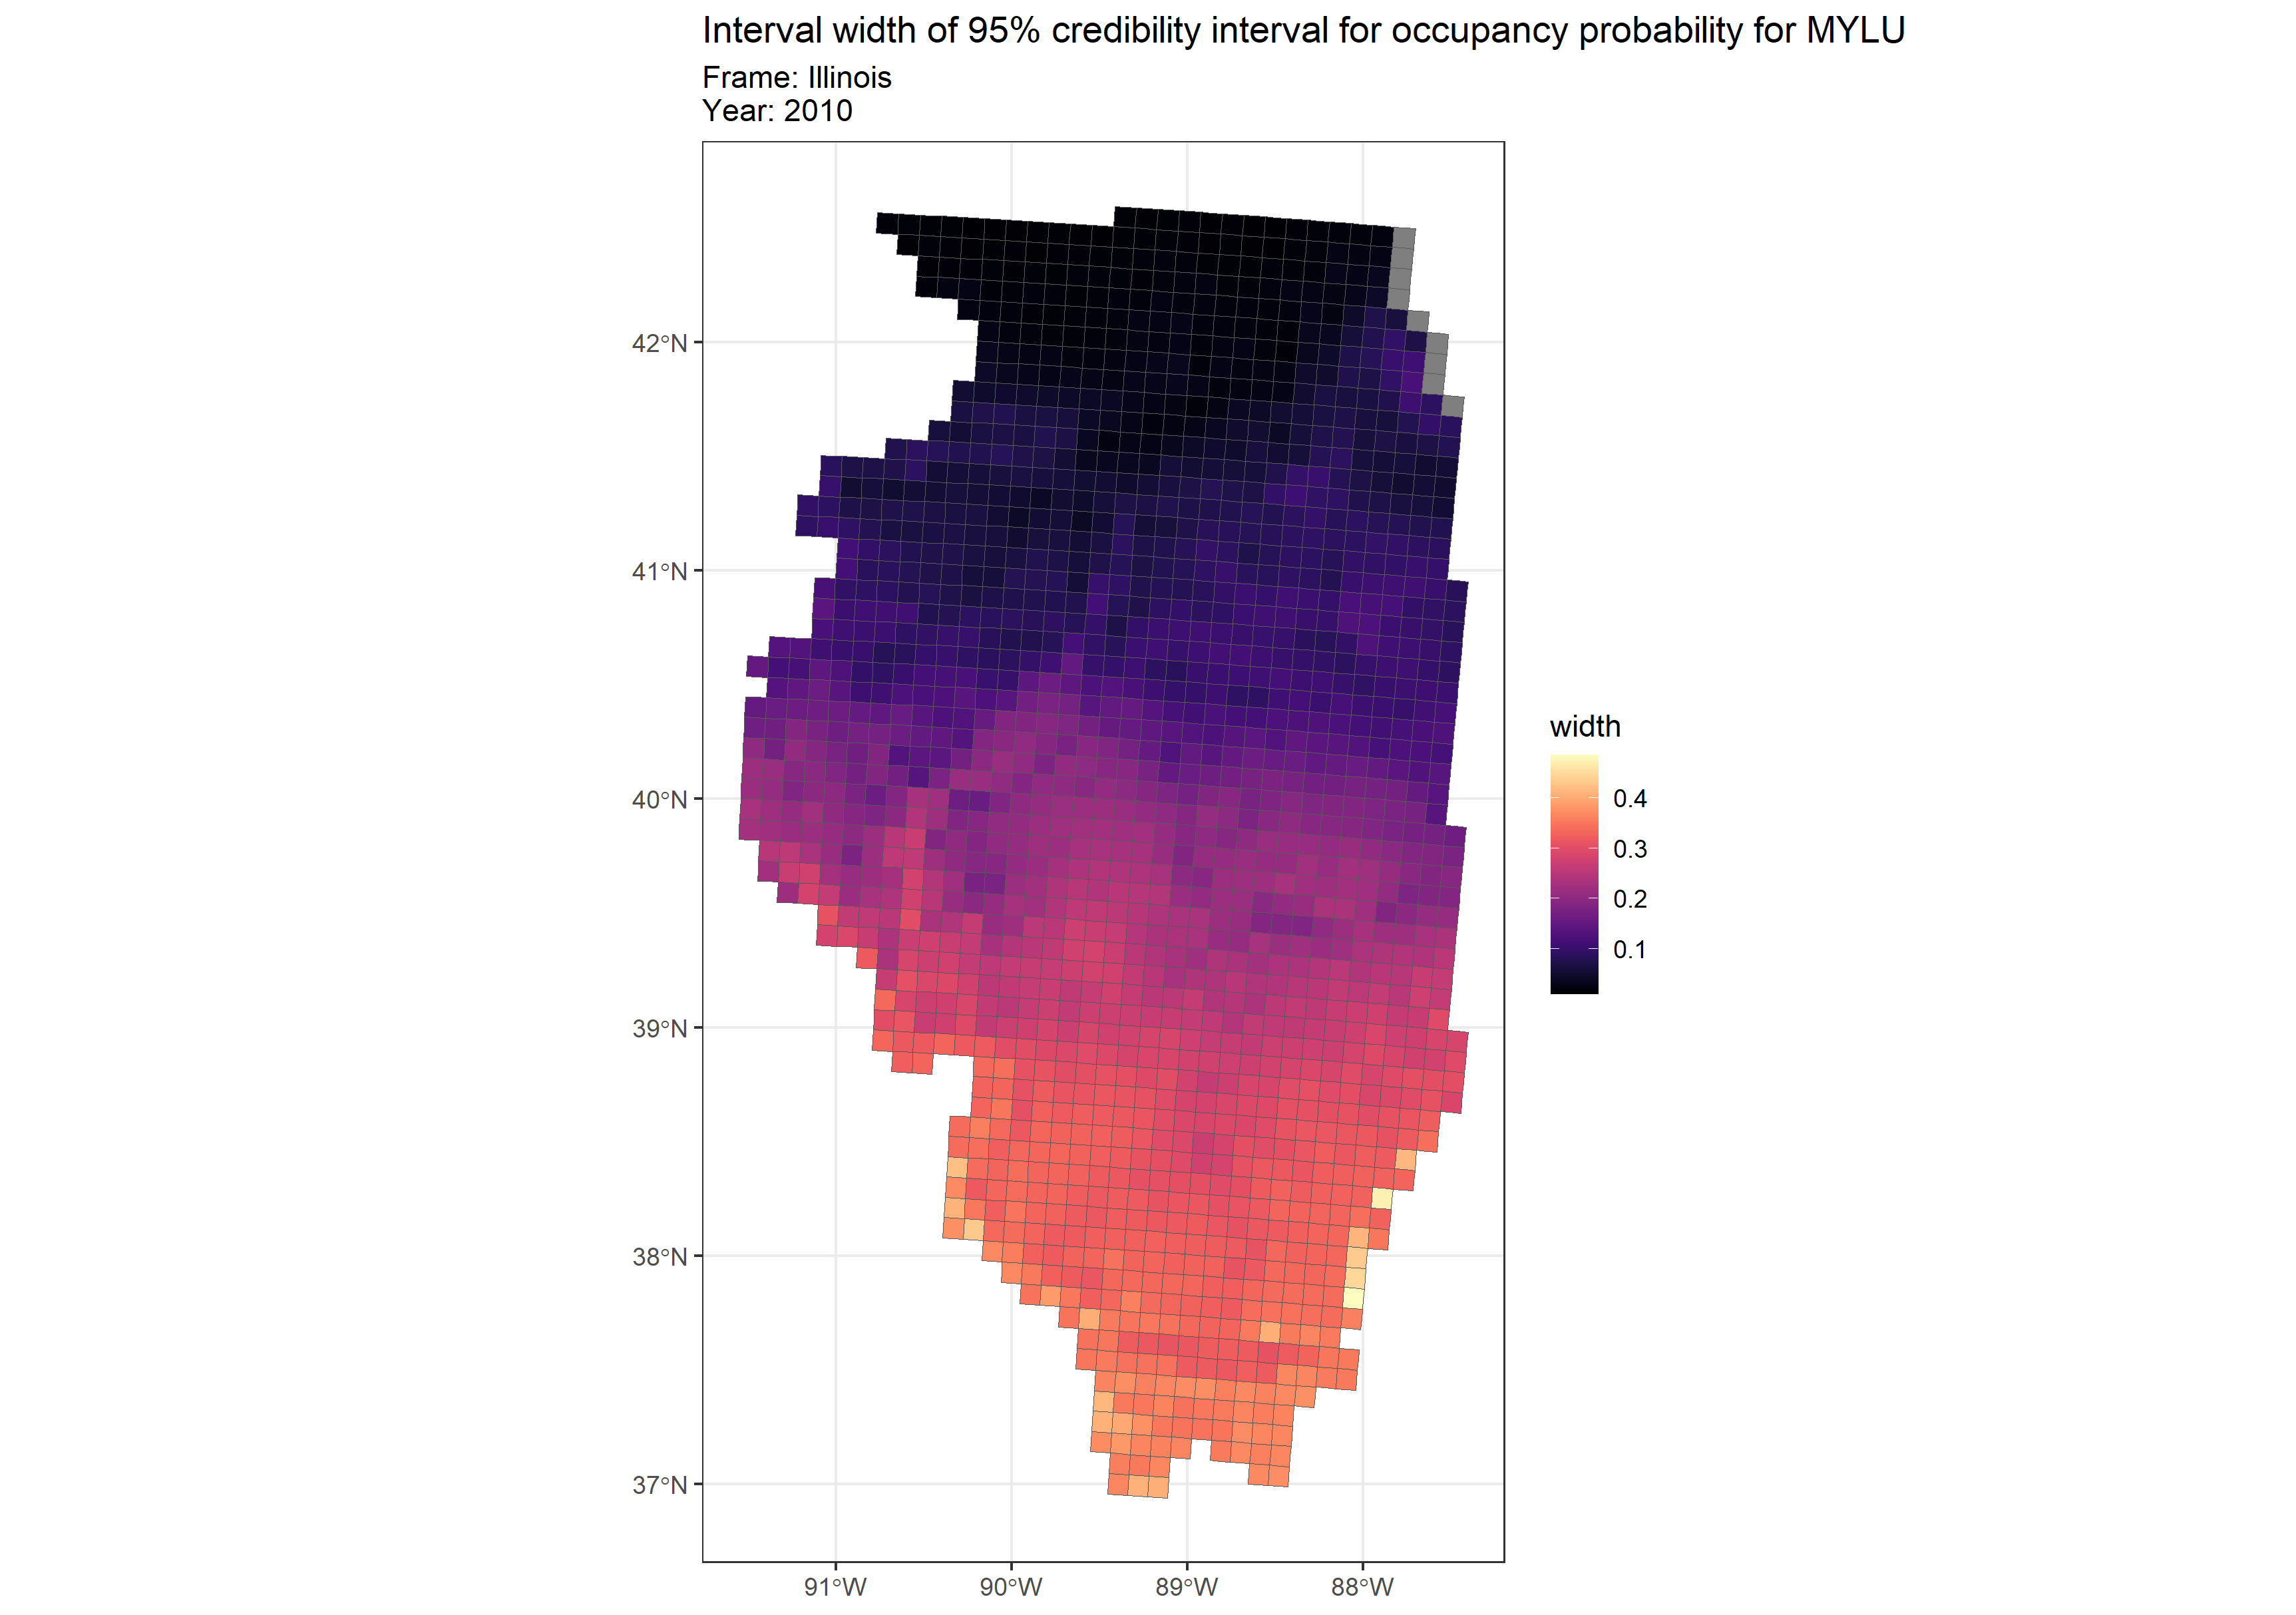 Interval width of 95% credibility interval for occupancy probability for MYLU
Frame: Illinois
Year: 2010
42°N
41°N
40°N
39°N
38°N
37°N
91°W
90°W
89°W
88°W
width
0.4
0.3
0.2
0.1